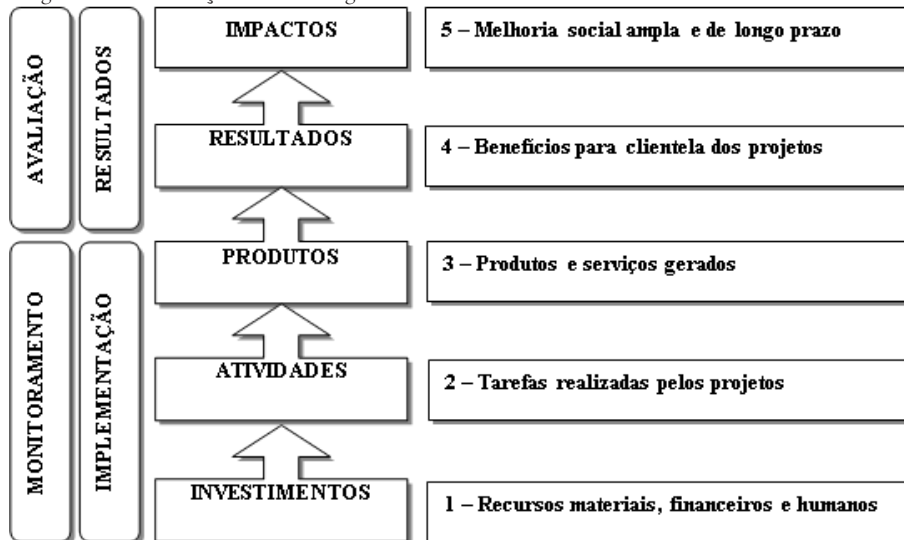 IMPACTOS
5 – Melhoria social ampla e de longo prazo
AVALIAÇÃO
RESULTADOS
RESULTADOS
4 – Benefícios para clientela dos projetos
PRODUTOS
3 – Produtos e serviços gerados
MONITORAMENTO
IMPLEMENTAÇÃO
ATIVIDADES
2 – Tarefas realizadas pelos projetos
INVESTIMENTOS
1 – Recursos materiais, financeiros e humanos